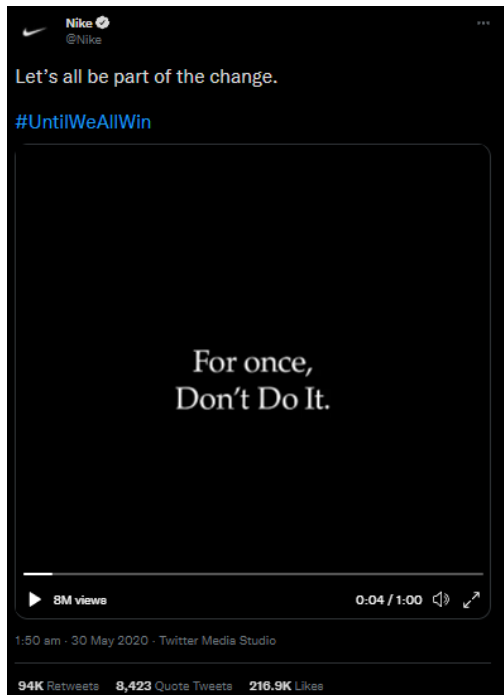 Nike
@Nike
Let's all be part of the change.
#UntilWeAllWin
For once,
Don't Do It.
8M views
0:04 / 1:00
1:50 am · 30 May 2020 · Twitter Media Studio
94K Retweets 8,423 Quote Tweets 216.9K Likes